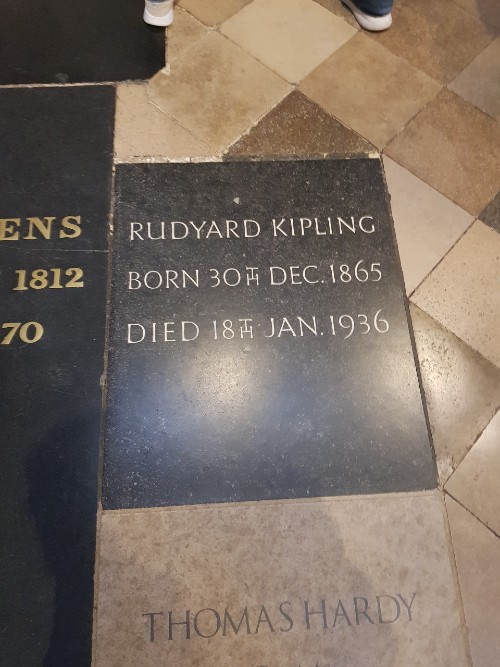 ENS
1812
70
RUDYARD KIPLING
BORN 30TH DEC. 1865
DIED 18TH JAN. 1936
THOMAS HARDY